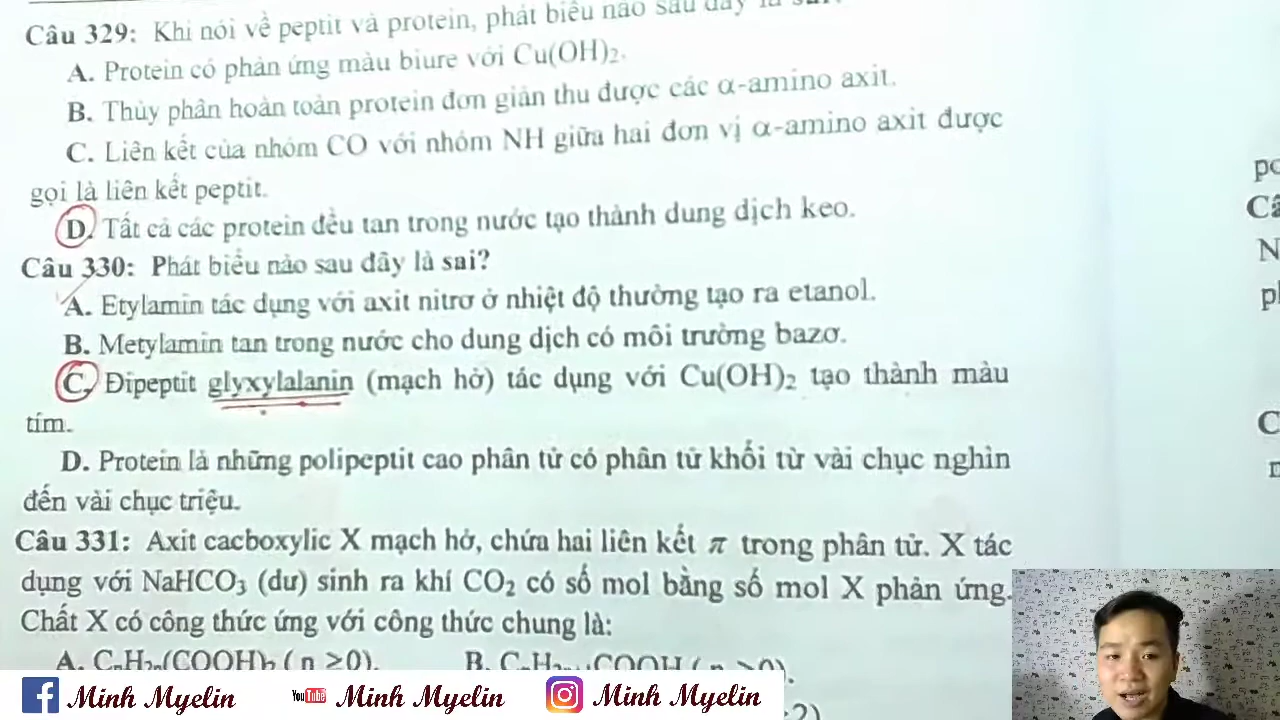 Câu 329: Khi nói về peptit và protein, phát biểu nào sau đây là
A. Protein có phản ứng màu biure với Cu(OH)₂.
B. Thủy phân hoàn toàn protein đơn giản thu được các α-amino axit.
C. Liên kết của nhóm CO với nhóm NH giữa hai đơn vị α-amino axit được
gọi là liên kết peptit.
D. Tất cả các protein đều tan trong nước tạo thành dung dịch keo.
Câu 330: Phát biểu nào sau đây là sai?
A. Etylamin tác dụng với axit nitrơ ở nhiệt độ thường tạo ra etanol.
B. Metylamin tan trong nước cho dung dịch có môi trường bazơ.
C. Đipeptit glyxylalanin (mạch hở) tác dụng với Cu(OH)₂ tạo thành màu
tím.
D. Protein là những polipeptit cao phân tử có phân tử khối từ vài chục nghìn
đến vài chục triệu.
Câu 331: Axit cacboxylic X mạch hở, chứa hai liên kết π trong phân tử. X tác
dụng với NaHCO₃ (dư) sinh ra khí CO₂ có số mol bằng số mol X phản ứng.
Chất X có công thức ứng với công thức chung là:
A. CₙH₂ₙ(COOH)₂ ( n ≥0).
B.
Minh Myelin
YouTube Minh Myelin
Minh Myelin